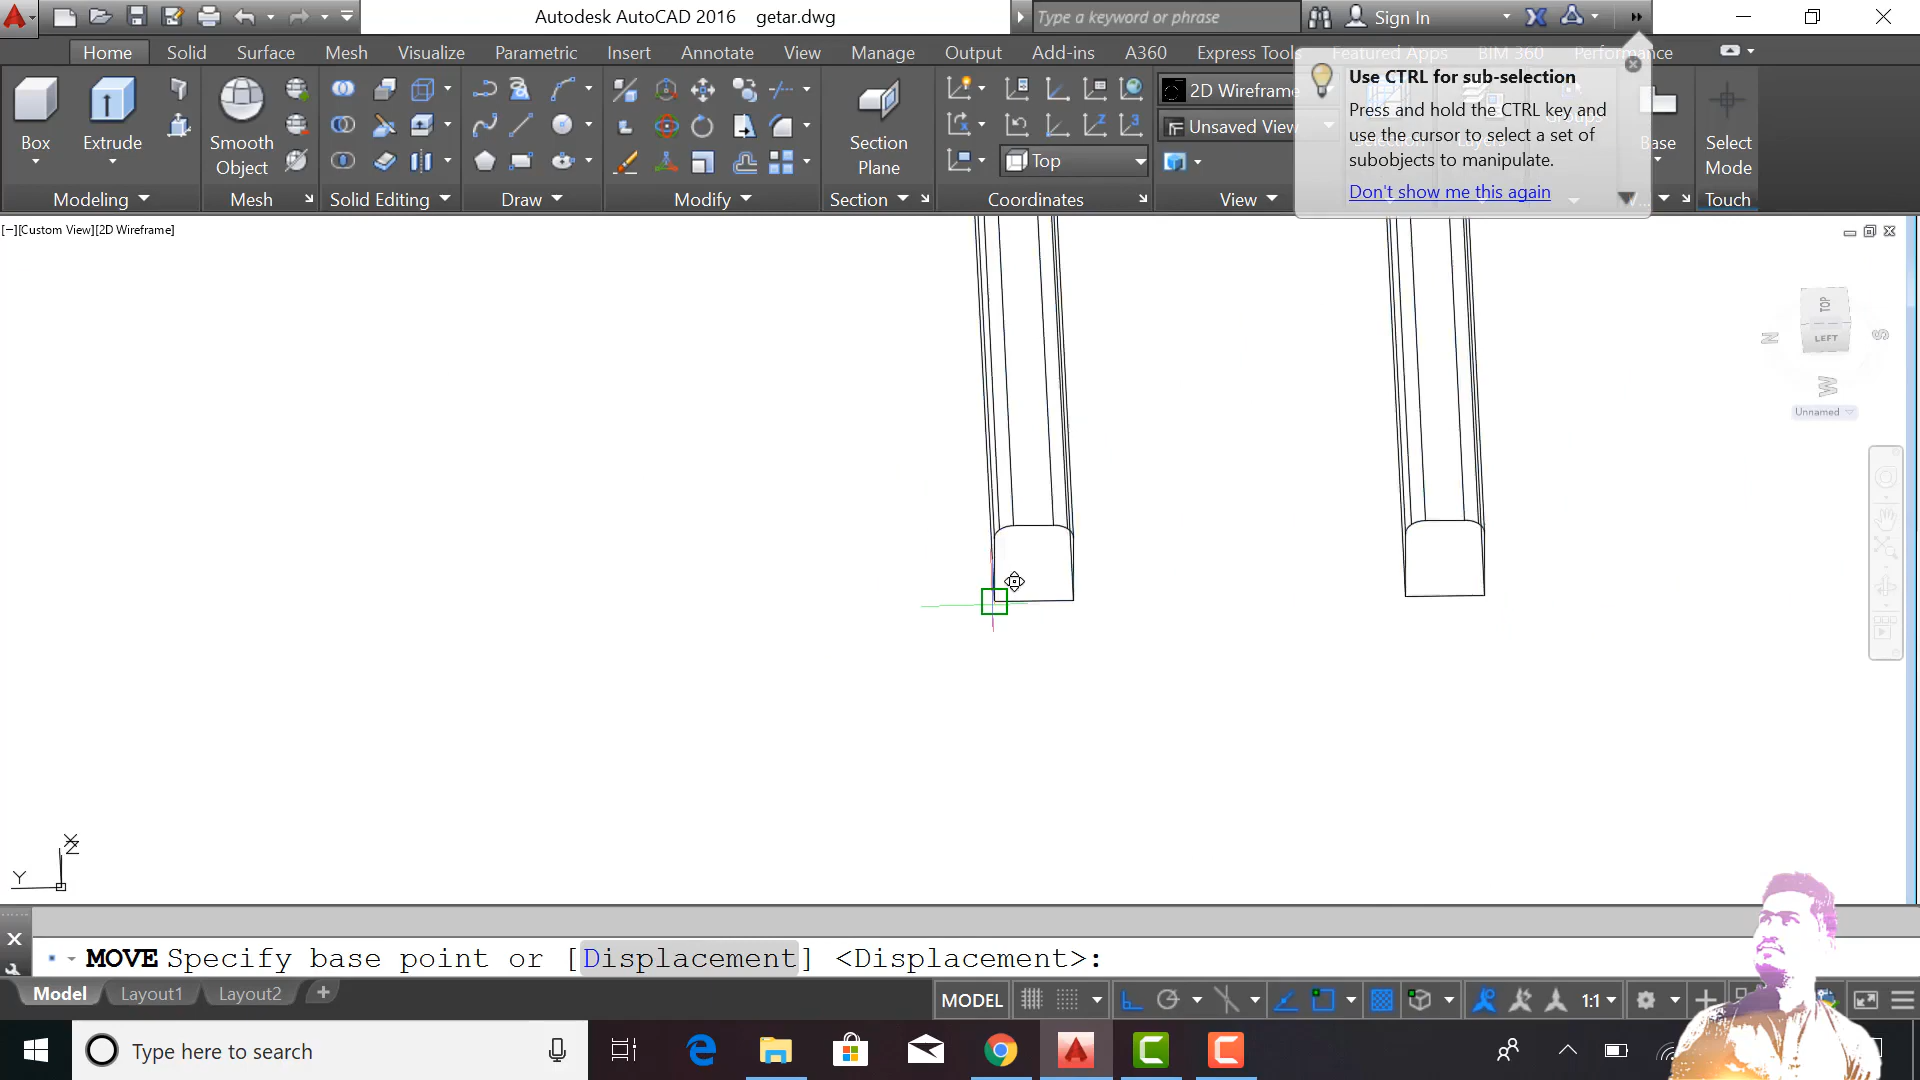 Autodesk AutoCAD 2016 getar.dwg
Type a keyword or phrase
Sign In
Home Solid Surface Mesh Visualize Parametric Insert Annotate View Manage Output Add-ins A360 Express Tools Featured Apps BIM 360 Performance
Use CTRL for sub-selection
Press and hold the CTRL key and
use the cursor to select a set of
subobjects to manipulate.
Don't show me this again
2D Wireframe
Unsaved View
Top
Box
Extrude
Smooth
Object
Section
Plane
Base
Select
Mode
Modeling Mesh Solid Editing Draw Modify Section Coordinates View Touch
[−][Custom View][2D Wireframe]
TOP
LEFT
N
S
W
Unnamed
X
Z
Y
MOVE Specify base point or [Displacement] <Displacement>:
Model Layout1 Layout2
MODEL
1:1
Type here to search